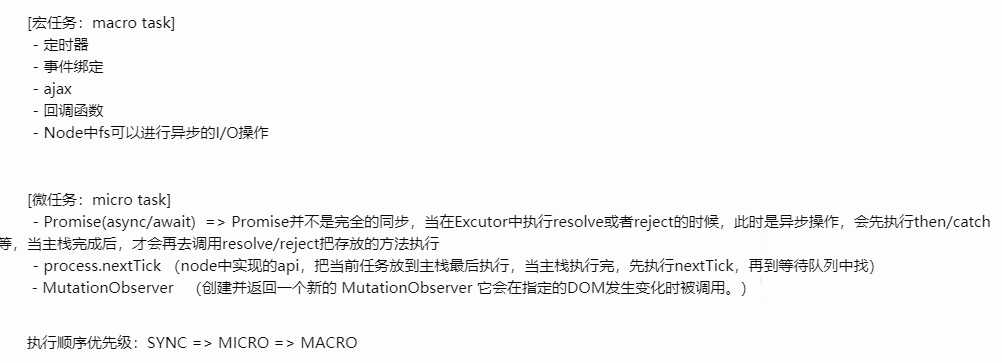 [宏任务：macro task]
- 定时器
- 事件绑定
- ajax
- 回调函数
- Node中fs可以进行异步的I/O操作
[微任务：micro task]
- Promise(async/await) => Promise并不是完全的同步，当在Excutor中执行resolve或者reject的时候，此时是异步操作，会先执行then/catch
等，当主栈完成后，才会再去调用resolve/reject把存放的方法执行
- process.nextTick （node中实现的api，把当前任务放到主栈最后执行，当主栈执行完，先执行nextTick，再到等待队列中找)
- MutationObserver （创建并返回一个新的 MutationObserver 它会在指定的DOM发生变化时被调用。）
执行顺序优先级：SYNC => MICRO => MACRO